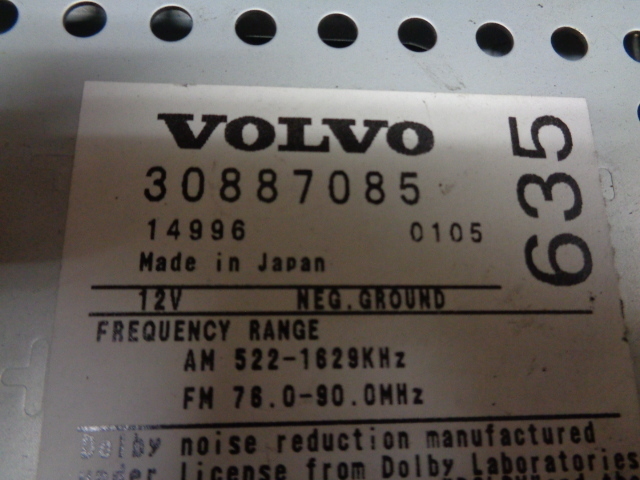 VOLVO
30887085
14996 0105
635
Made in Japan
12V NEG.GROUND
FREQUENCY RANGE
AM 522-1629KHz
FM 76.0-90.0MHz
Dolby noise reduction manufactured
under license from Dolby Laboratories